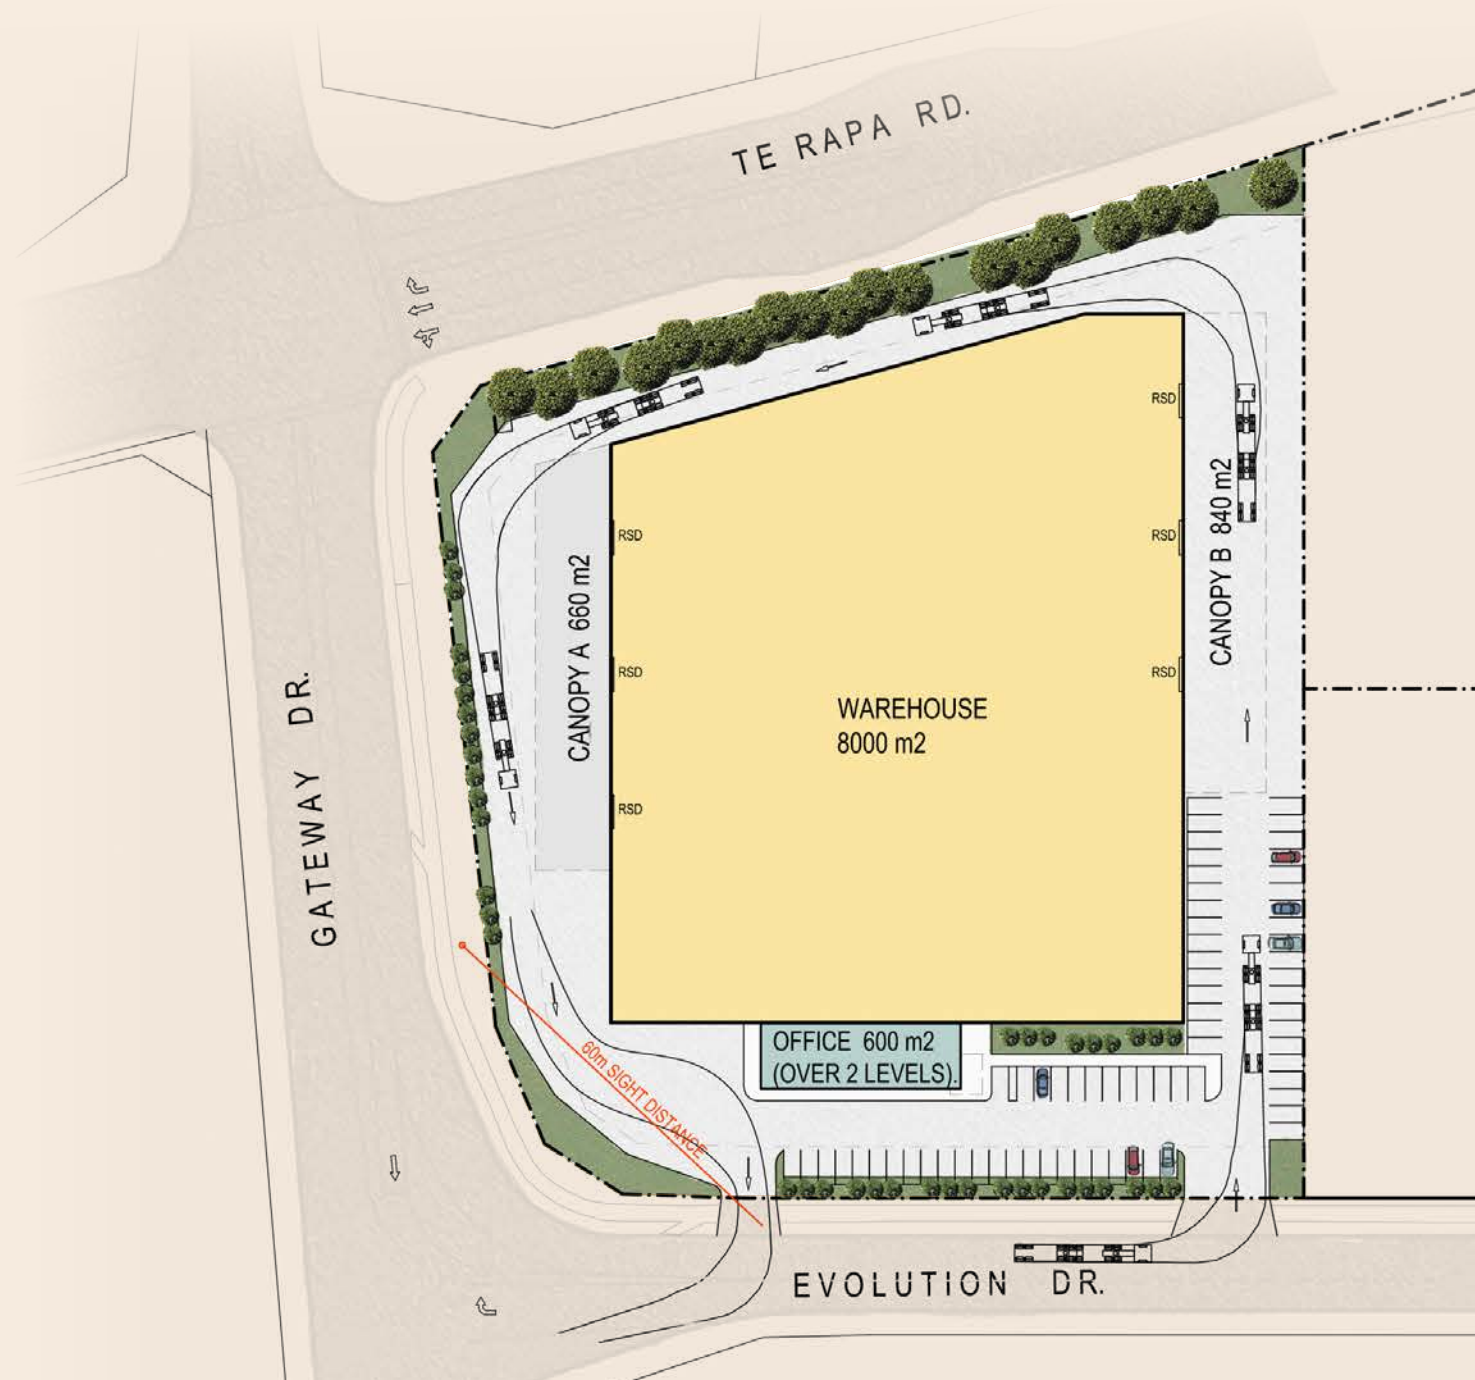 TE RAPA RD.
RSD
CANOPY B 840 m2
RSD
RSD
CANOPY A 660 m2
RSD
RSD
RSD
WAREHOUSE
8000 m2
GATEWAY DR.
OFFICE 600 m2
(OVER 2 LEVELS)
60m SIGHT DISTANCE
EVOLUTION DR.